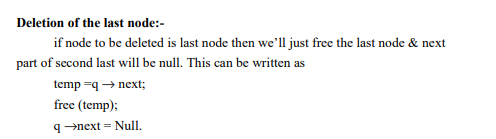 Deletion of the last node:-
if node to be deleted is last node then we'll just free the last node & next
part of second last will be null. This can be written as
temp =q → next;
free (temp);
q →next = Null.